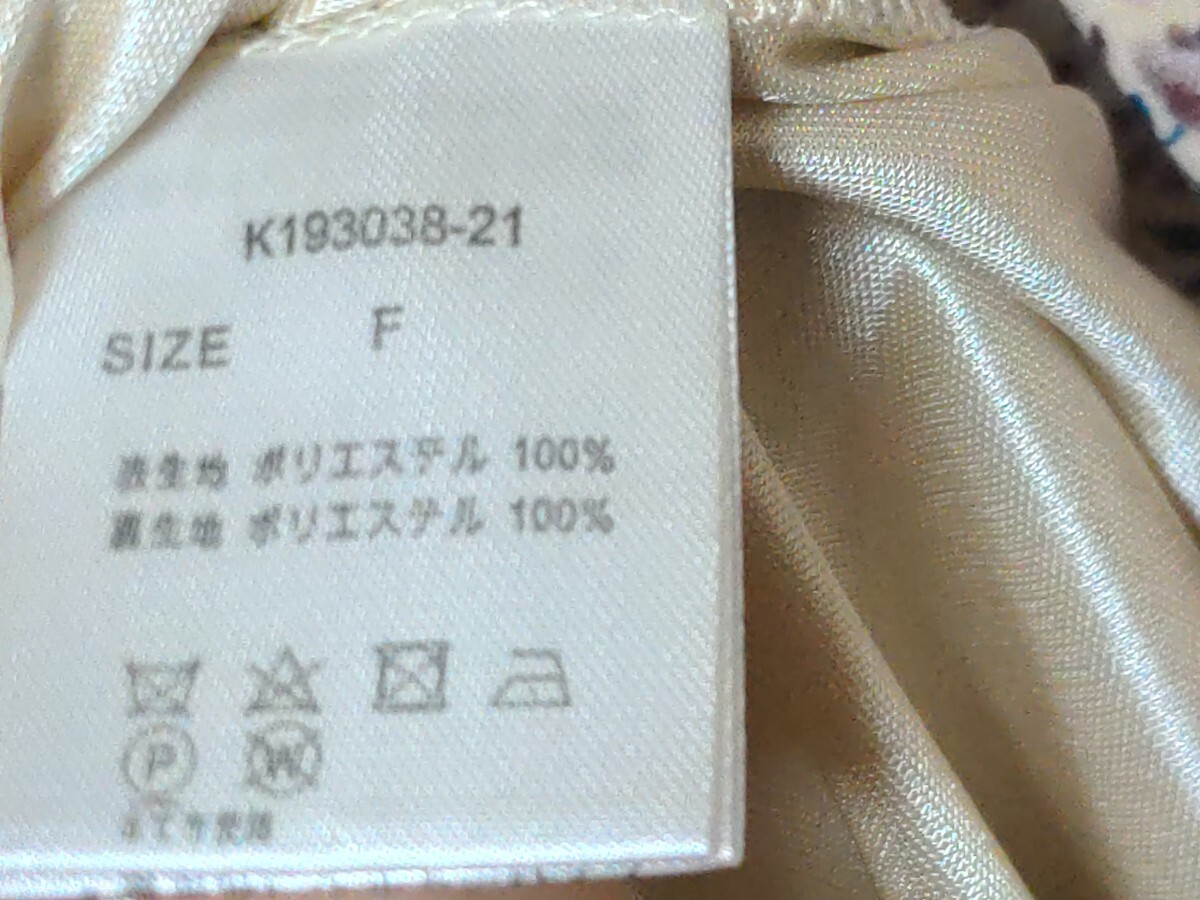 K193038-21
SIZE F
表生地 ポリエステル 100%
裏生地 ポリエステル 100%
P W